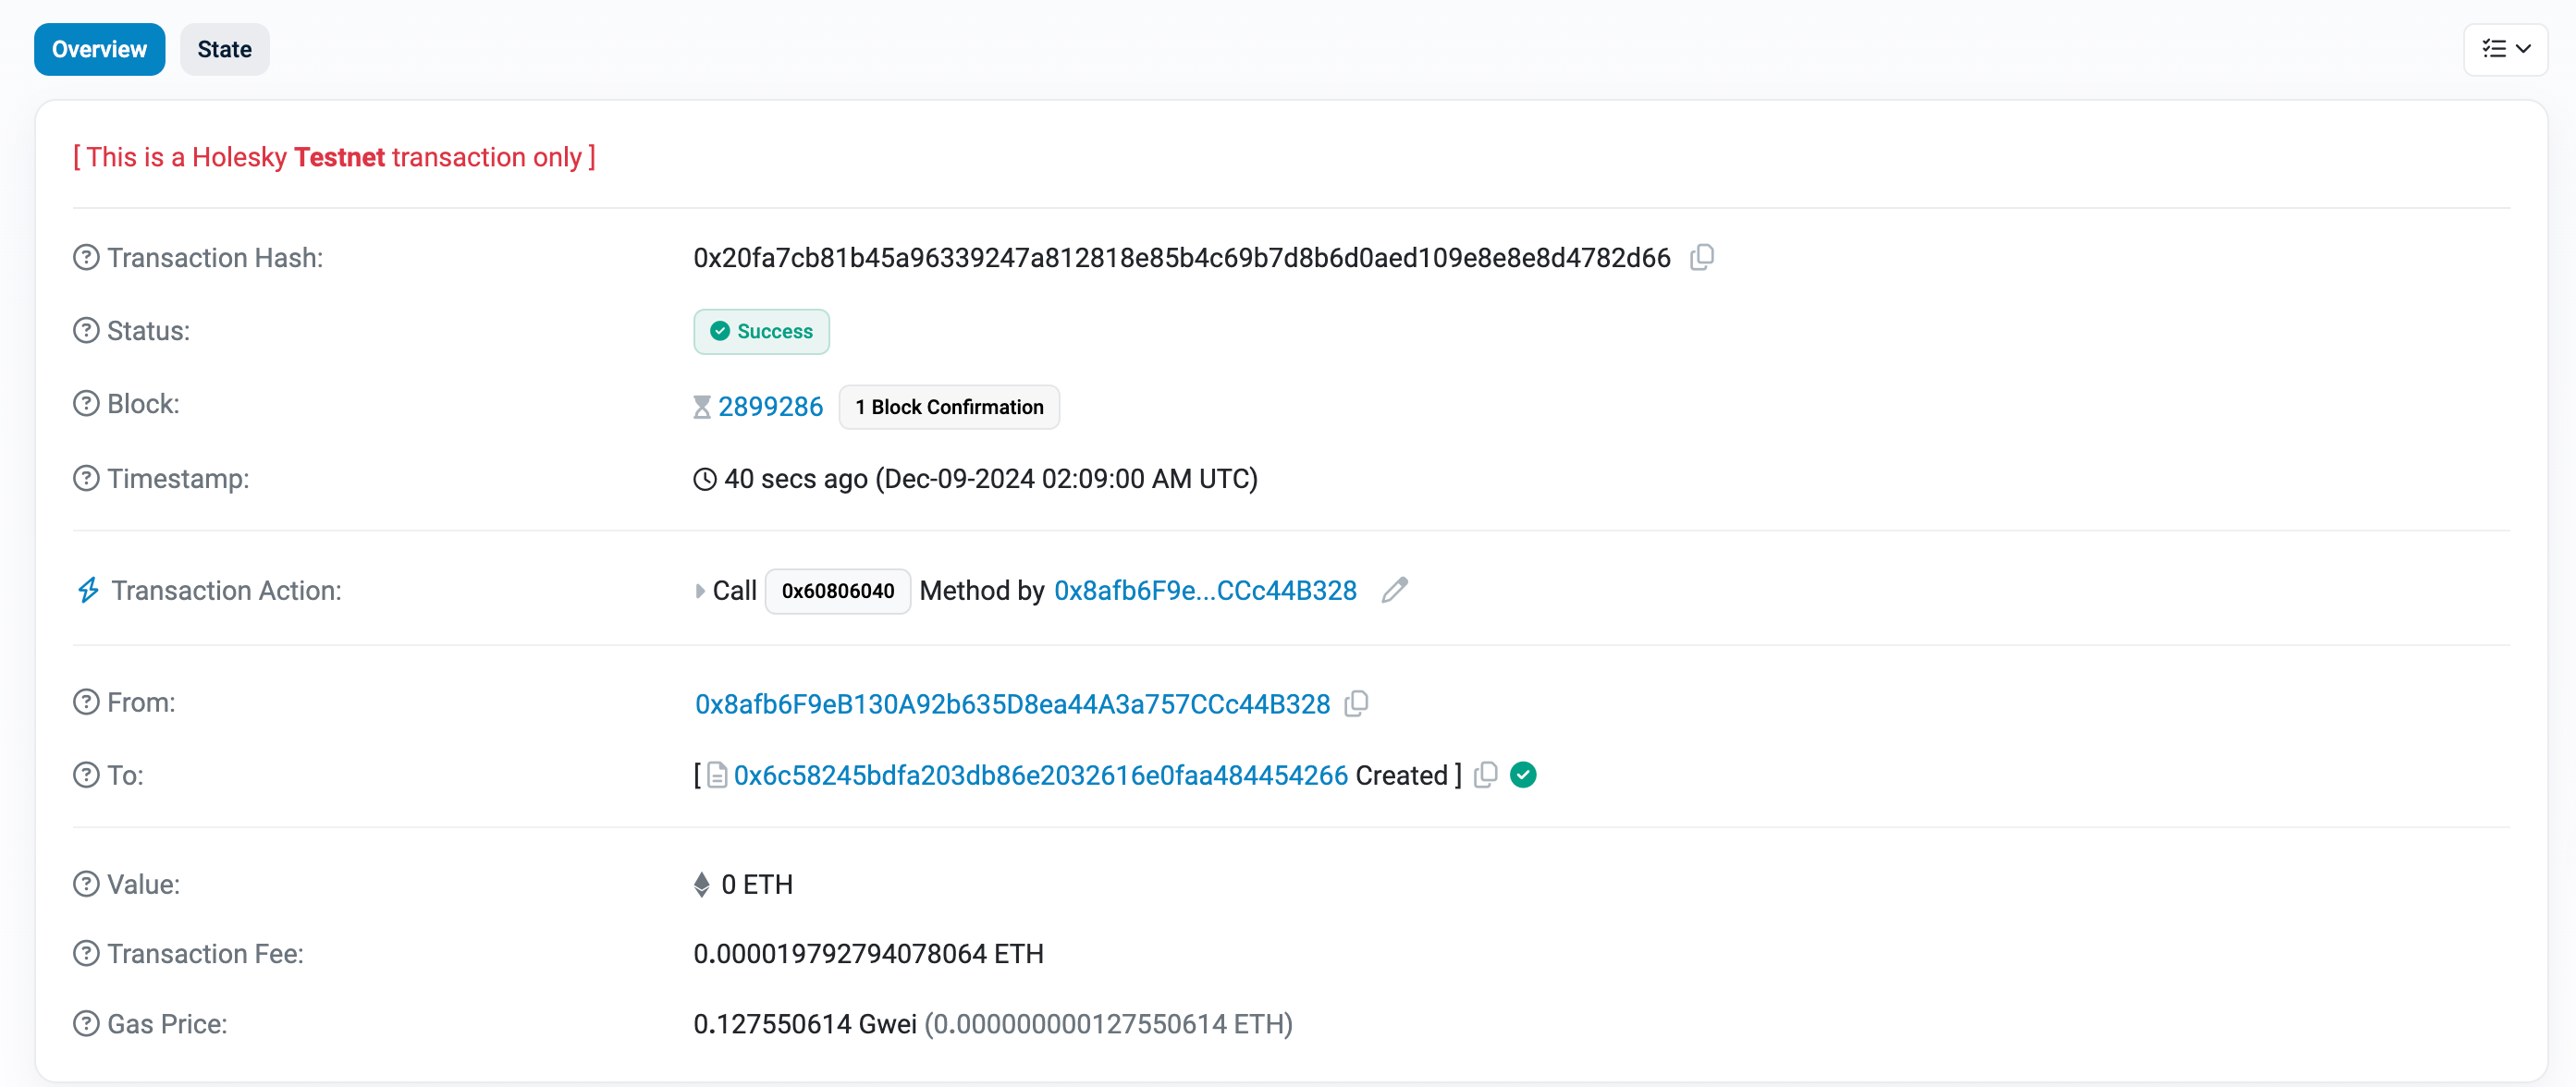 Overview State
[ This is a Holesky Testnet transaction only ]
Transaction Hash: 0x20fa7cb81b45a96339247a812818e85b4c69b7d8b6d0aed109e8e8e8d4782d66
Status: Success
Block: 2899286 1 Block Confirmation
Timestamp: 40 secs ago (Dec-09-2024 02:09:00 AM UTC)
Transaction Action: Call 0x60806040 Method by 0x8afb6F9e...CCc44B328
From: 0x8afb6F9eB130A92b635D8ea44A3a757CCc44B328
To: [ 0x6c58245bdfa203db86e2032616e0faa484454266 Created ]
Value: 0 ETH
Transaction Fee: 0.000019792794078064 ETH
Gas Price: 0.127550614 Gwei (0.000000000127550614 ETH)